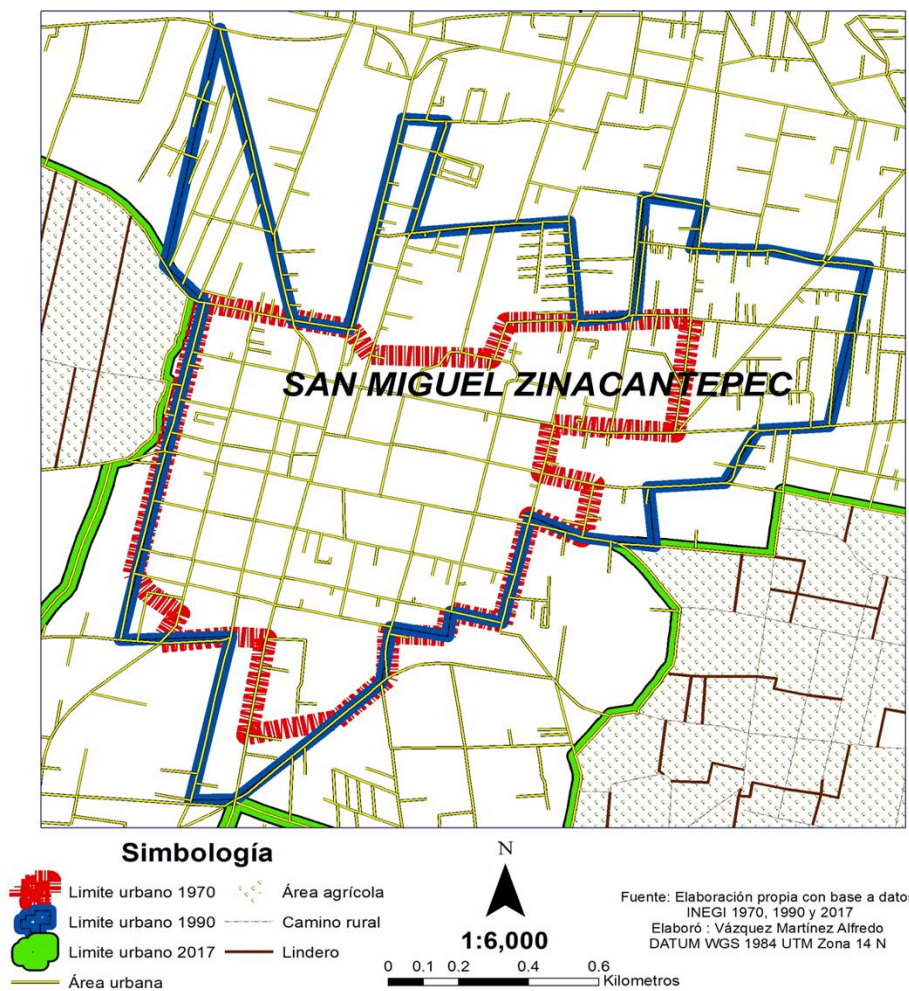 SAN MIGUEL ZINACANTEPEC
Simbología
Limite urbano 1970
Limite urbano 1990
Limite urbano 2017
Área urbana
Área agrícola
Camino rural
Lindero
N
1:6,000
0 0.1 0.2 0.4 0.6
Kilometros
Fuente: Elaboración propia con base a datos
INEGI 1970, 1990 y 2017
Elaboró : Vázquez Martínez Alfredo
DATUM WGS 1984 UTM Zona 14 N